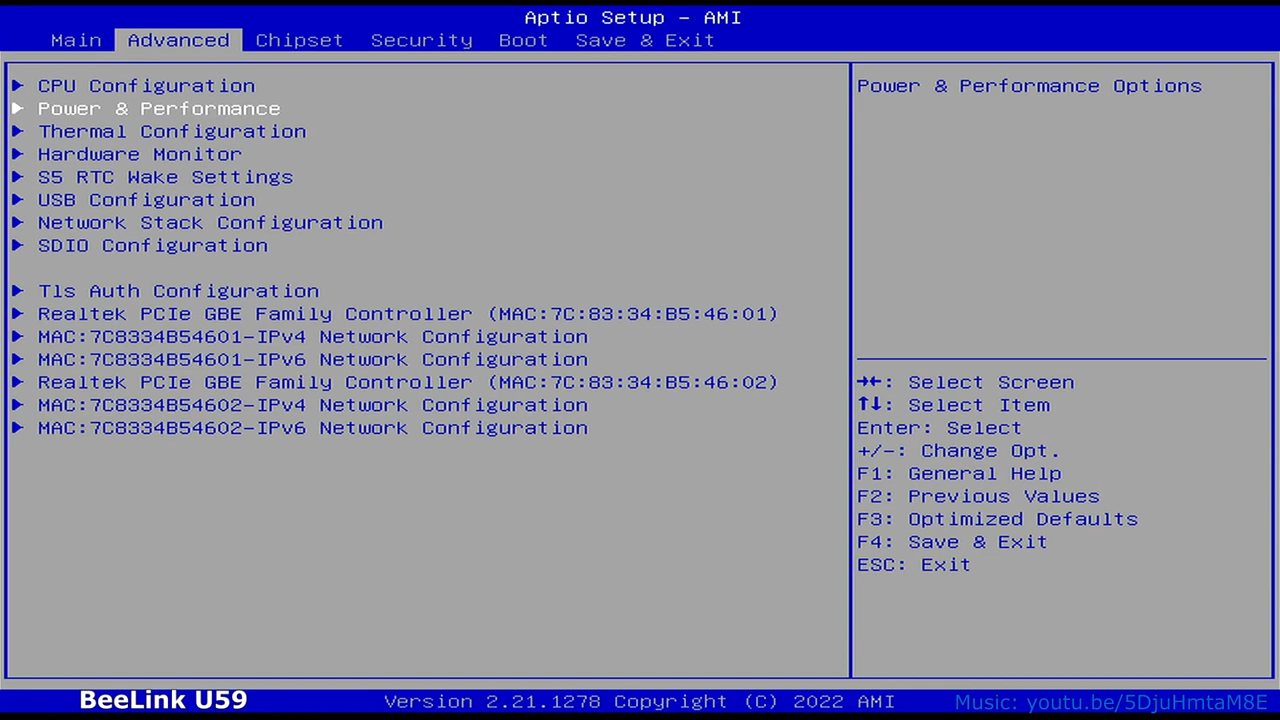 Aptio Setup - AMI
Main Advanced Chipset Security Boot Save & Exit
CPU Configuration
Power & Performance
Thermal Configuration
Hardware Monitor
S5 RTC Wake Settings
USB Configuration
Network Stack Configuration
SDIO Configuration
Tls Auth Configuration
Realtek PCIe GBE Family Controller (MAC:7C:83:34:B5:46:01)
MAC:7C8334B54601-IPv4 Network Configuration
MAC:7C8334B54601-IPv6 Network Configuration
Realtek PCIe GBE Family Controller (MAC:7C:83:34:B5:46:02)
MAC:7C8334B54602-IPv4 Network Configuration
MAC:7C8334B54602-IPv6 Network Configuration
Power & Performance Options
→←: Select Screen
↑↓: Select Item
Enter: Select
+/-: Change Opt.
F1: General Help
F2: Previous Values
F3: Optimized Defaults
F4: Save & Exit
ESC: Exit
BeeLink U59
Version 2.21.1278 Copyright (C) 2022 AMI
Music: youtu.be/5DjuHmtaM8E